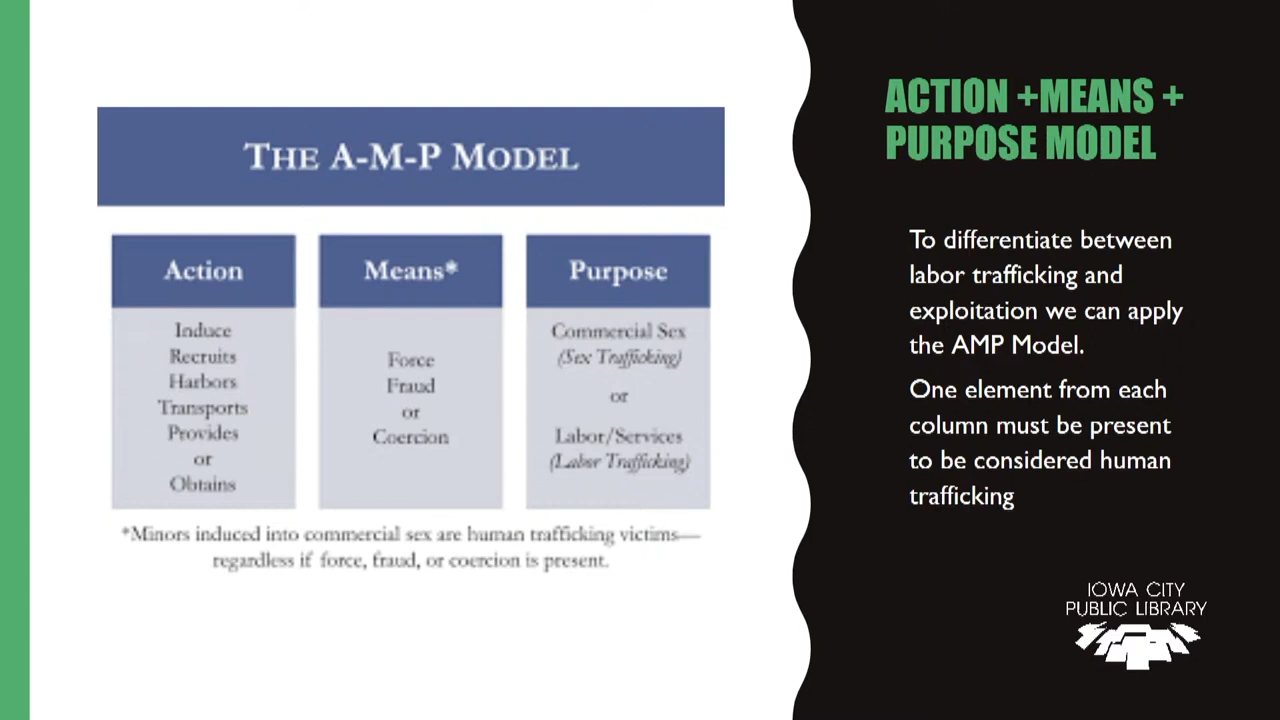 THE A-M-P MODEL
Action
Induce
Recruits
Harbors
Transports
Provides
or
Obtains
Means*
Force
Fraud
or
Coercion
Purpose
Commercial Sex
(Sex Trafficking)
or
Labor/Services
(Labor Trafficking)
*Minors induced into commercial sex are human trafficking victims—
regardless if force, fraud, or coercion is present.
ACTION +MEANS +
PURPOSE MODEL
To differentiate between
labor trafficking and
exploitation we can apply
the AMP Model.
One element from each
column must be present
to be considered human
trafficking
IOWA CITY
PUBLIC LIBRARY